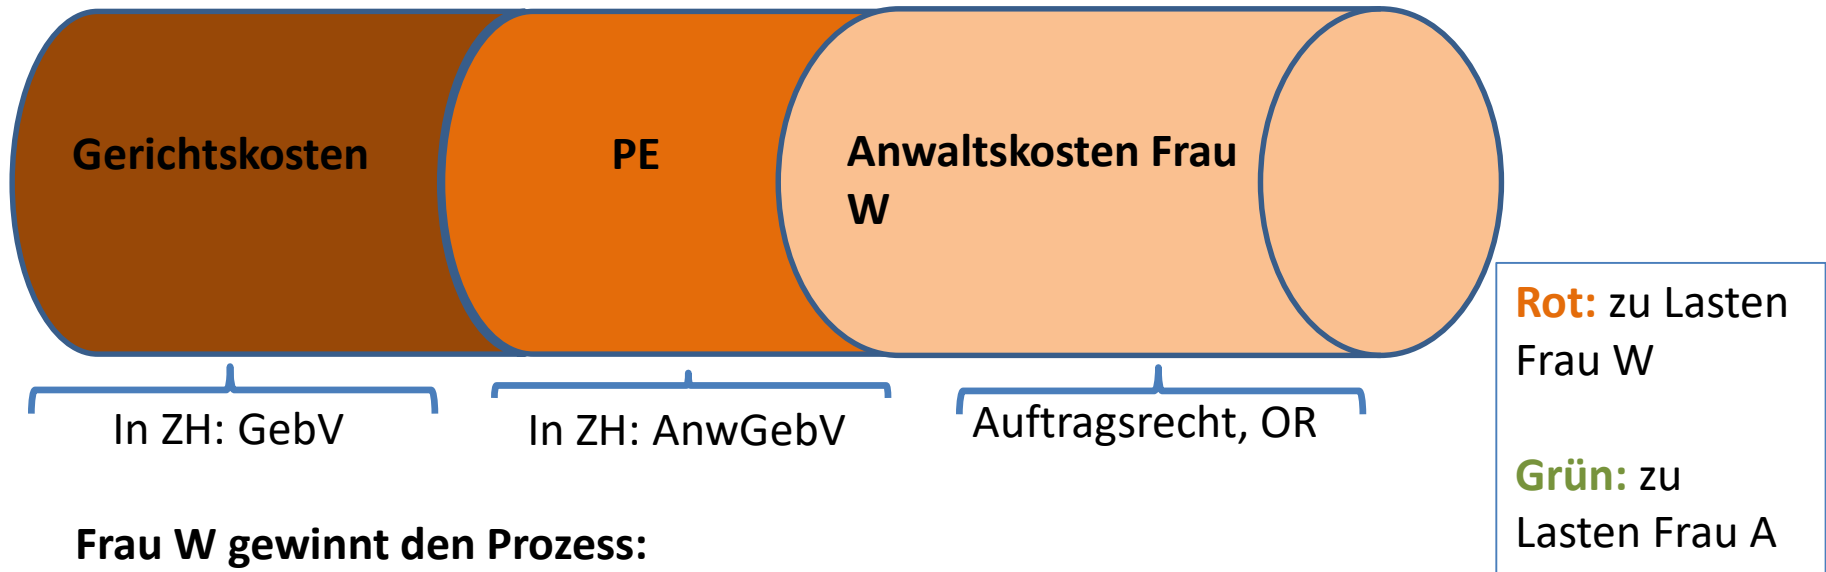 Gerichtskosten
PE
Anwaltskosten Frau
W
In ZH: GebV
In ZH: AnwGebV
Auftragsrecht, OR
Rot: zu Lasten
Frau W
Grün: zu
Lasten Frau A
Frau W gewinnt den Prozess: